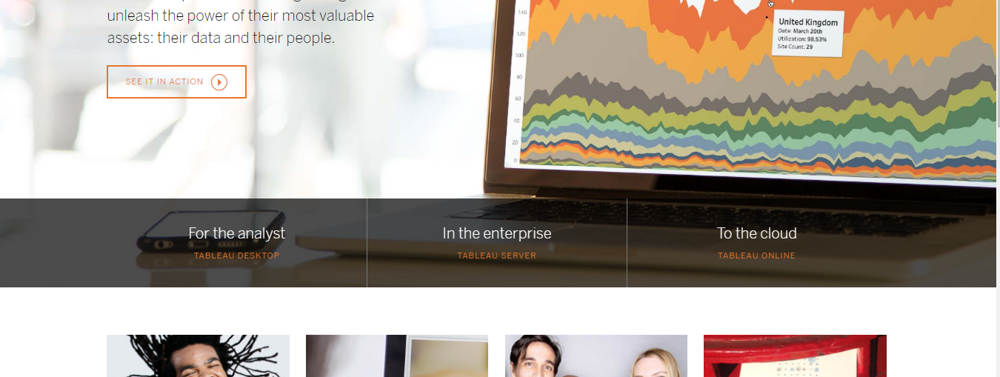 unleash the power of their most valuable
assets: their data and their people.
SEE IT IN ACTION
140
120
100
80
60
40
20
0
United Kingdom
Date: March 20th
Utilization: 98.53%
Site Count: 29
For the analyst
TABLEAU DESKTOP
In the enterprise
TABLEAU SERVER
To the cloud
TABLEAU ONLINE